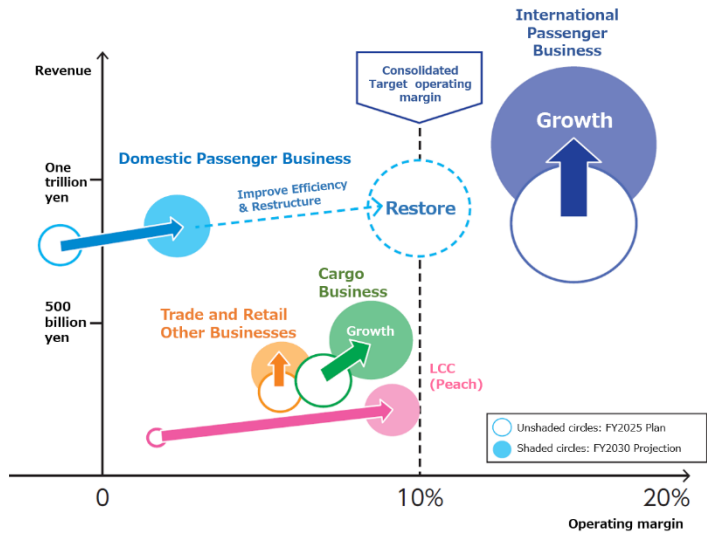 International
Passenger
Business
Revenue
Consolidated
Target operating
margin
Growth
Domestic Passenger Business
One
trillion
yen
Improve Efficiency
& Restructure
Restore
Cargo
Business
500
billion
yen
Trade and Retail
Other Businesses
Growth
LCC
(Peach)
Unshaded circles: FY2025 Plan
Shaded circles: FY2030 Projection
0
10%
20%
Operating margin